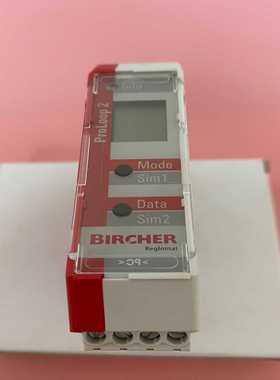 ProLoop 2
Mode
Sim1
Data
Sim2
BIRCHER
Reglomat
>PC<